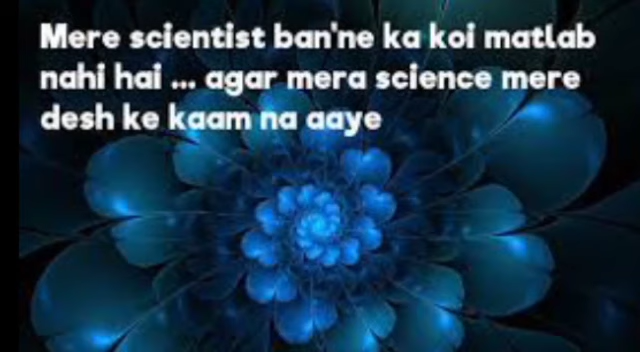 Mere scientist ban'ne ka koi matlab
nahi hai ... agar mera science mere
desh ke kaam na aaye